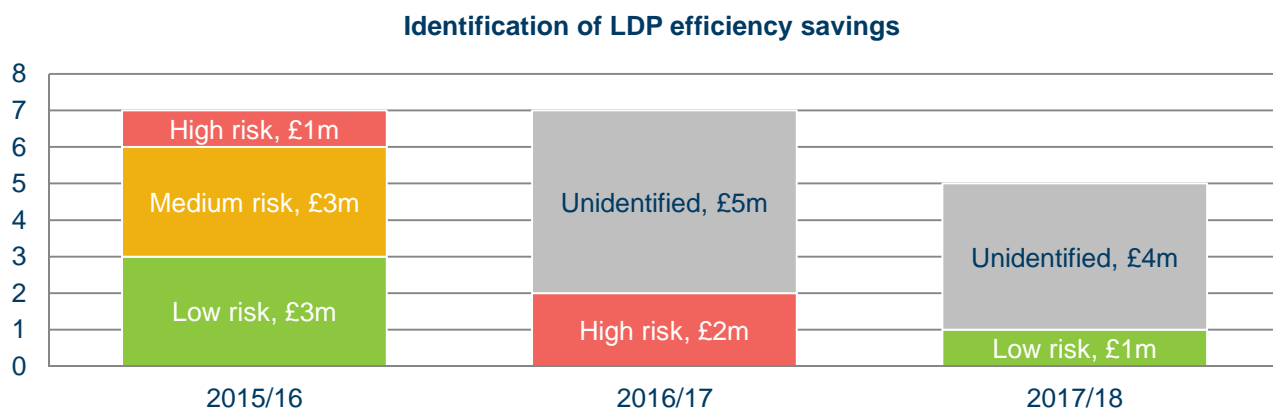 Identification of LDP efficiency savings
8
7
6
5
4
3
2
1
0
High risk, £1m
Medium risk, £3m
Low risk, £3m
Unidentified, £5m
High risk, £2m
Unidentified, £4m
Low risk, £1m
2015/16
2016/17
2017/18